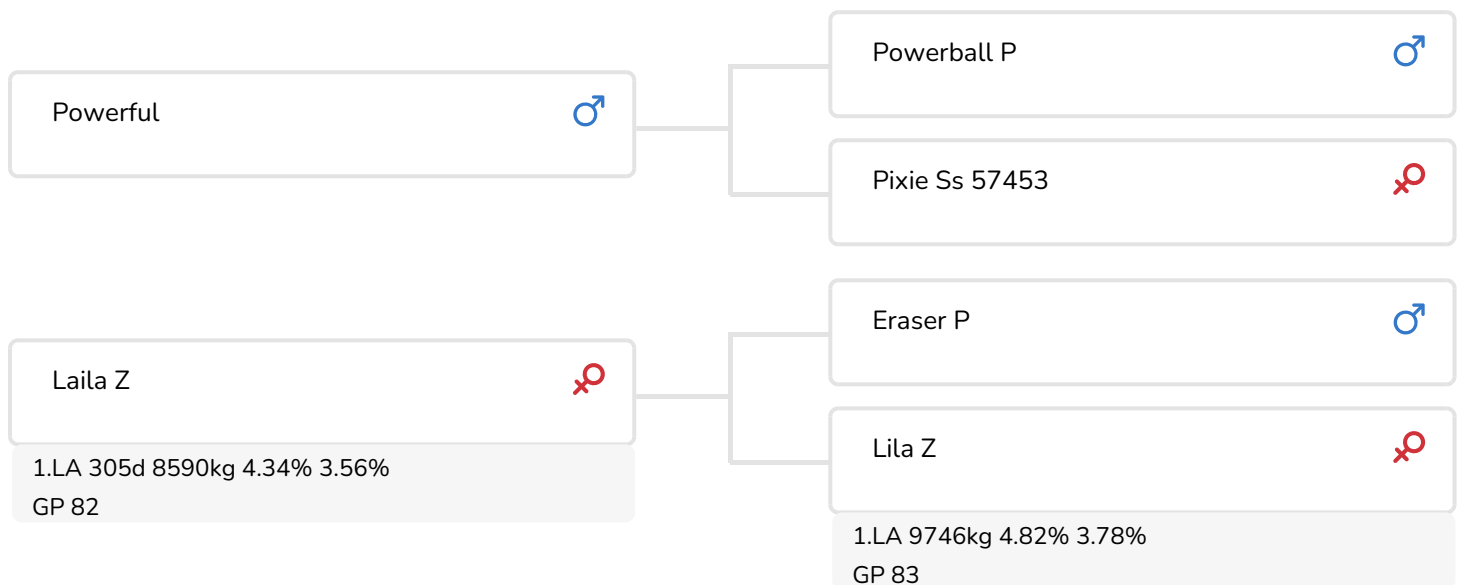 Powerful
Powerball P
Pixie Ss 57453
Laila Z
1.LA 305d 8590kg 4.34% 3.56%
GP 82
Eraser P
Lila Z
1.LA 9746kg 4.82% 3.78%
GP 83